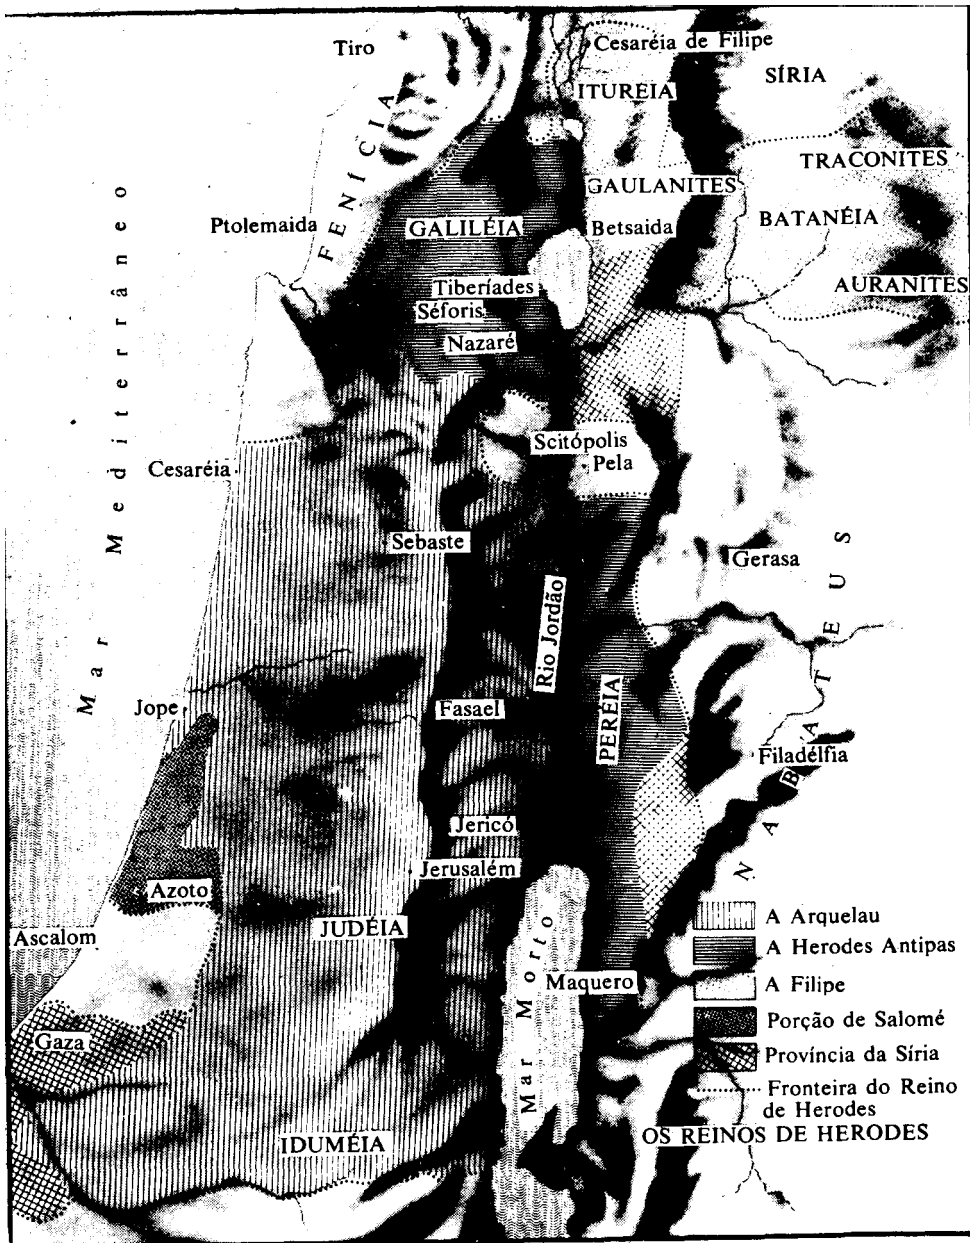 Tiro
Cesaréia de Filipe
ITURÉIA
SÍRIA
FENÍCIA
TRACONITES
GAULANITES
Ptolemaida
GALILÉIA
Betsaida
BATANÉIA
Tiberíades
AURANITES
Séforis
Nazaré
Mar Mediterrâneo
Scitópolis
Pela
Cesaréia
Sebaste
Gerasa
Rio Jordão
NABATEUS
Jope
Fasael
PERÉIA
Filadélfia
Jericó
Jerusalém
Azoto
Ascalom
JUDÉIA
Mar Morto
Maquero
Gaza
IDUMÉIA
A Arquelau
A Herodes Antipas
A Filipe
Porção de Salomé
Província da Síria
Fronteira do Reino
de Herodes
OS REINOS DE HERODES